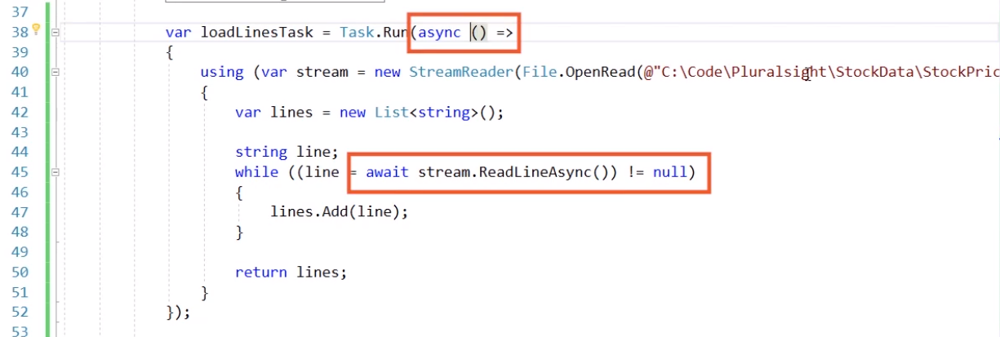 37
38 var loadLinesTask = Task.Run(async () =>
39 {
40 using (var stream = new StreamReader(File.OpenRead(@"C:\Code\Pluralsight\StockData\StockPric
41 {
42 var lines = new List<string>();
43
44 string line;
45 while ((line = await stream.ReadLineAsync()) != null)
46 {
47 lines.Add(line);
48 }
49
50 return lines;
51 }
52 });
53